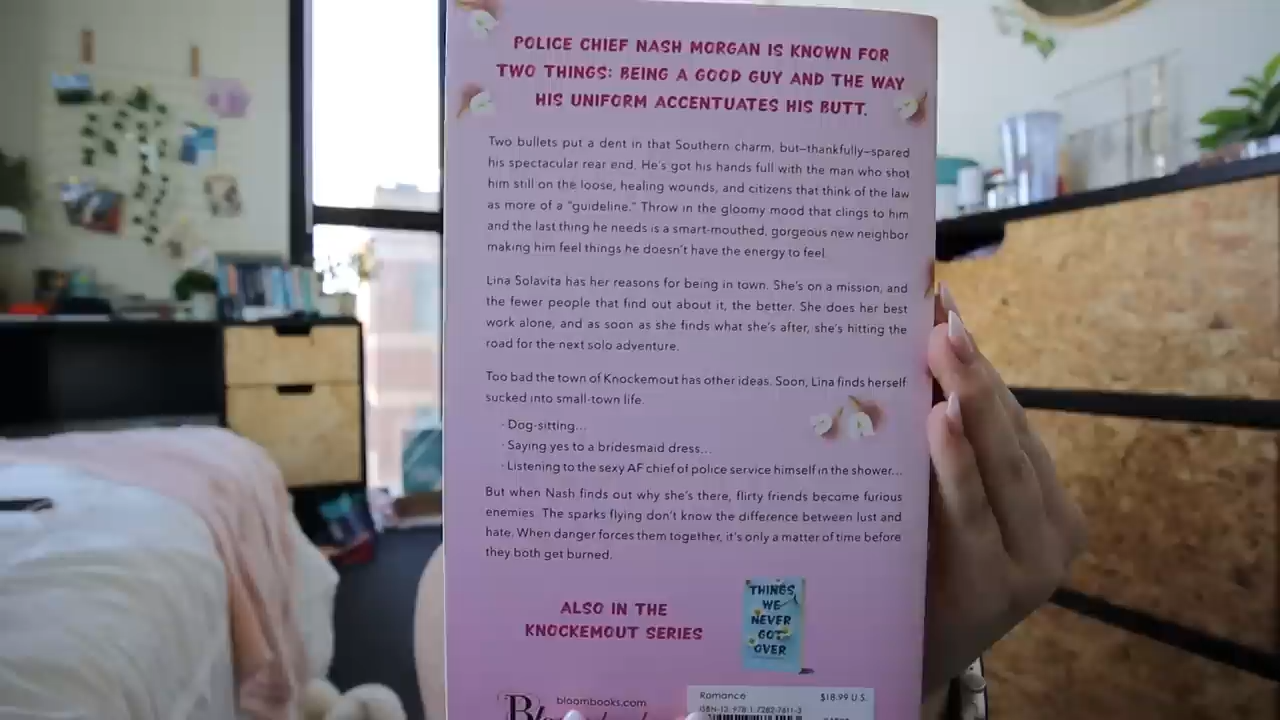 POLICE CHIEF NASH MORGAN IS KNOWN FOR
TWO THINGS: BEING A GOOD GUY AND THE WAY
HIS UNIFORM ACCENTUATES HIS BUTT.
Two bullets put a dent in that Southern charm, but—thankfully—spared
his spectacular rear end. He's got his hands full with the man who shot
him still on the loose, healing wounds, and citizens that think of the law
as more of a "guideline." Throw in the gloomy mood that clings to him
and the last thing he needs is a smart-mouthed, gorgeous new neighbor
making him feel things he doesn't have the energy to feel.
Lina Solavita has her reasons for being in town. She's on a mission, and
the fewer people that find out about it, the better. She does her best
work alone, and as soon as she finds what she's after, she's hitting the
road for the next solo adventure.
Too bad the town of Knockemout has other ideas. Soon, Lina finds herself
sucked into small-town life.
· Dog-sitting...
· Saying yes to a bridesmaid dress...
· Listening to the sexy AF chief of police service himself in the shower...
But when Nash finds out why she's there, flirty friends become furious
enemies. The sparks flying don't know the difference between lust and
hate. When danger forces them together, it's only a matter of time before
they both get burned.
ALSO IN THE
KNOCKEMOUT SERIES
THINGS
WE
NEVER
GOT
OVER
bloombooks.com
Romance $18.99 U.S.
ISBN-13: 978-1-7282-7611-3